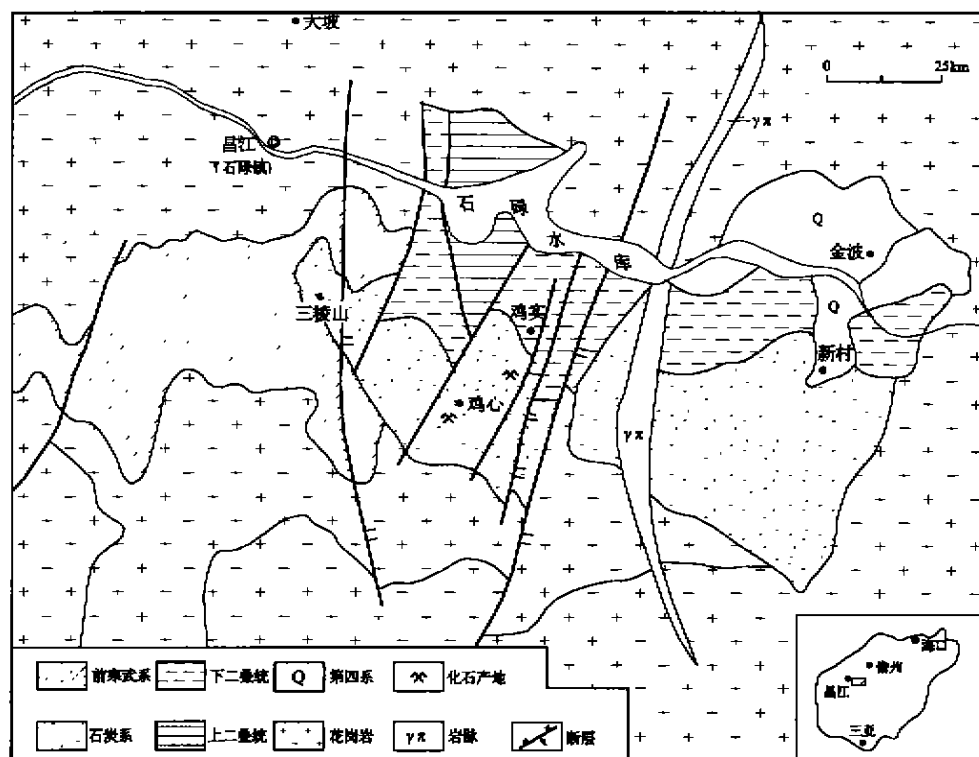 大坡
0 25km
γπ
昌江
(石碌镇)
石碌水库
Q
金波
三棱山
鸡实
Q
新村
鸡心
γπ
前寒武系
下二叠统
Q
第四系
化石产地
石炭系
上二叠统
花岗岩
γπ
岩脉
断层
海口
儋州
昌江
三亚